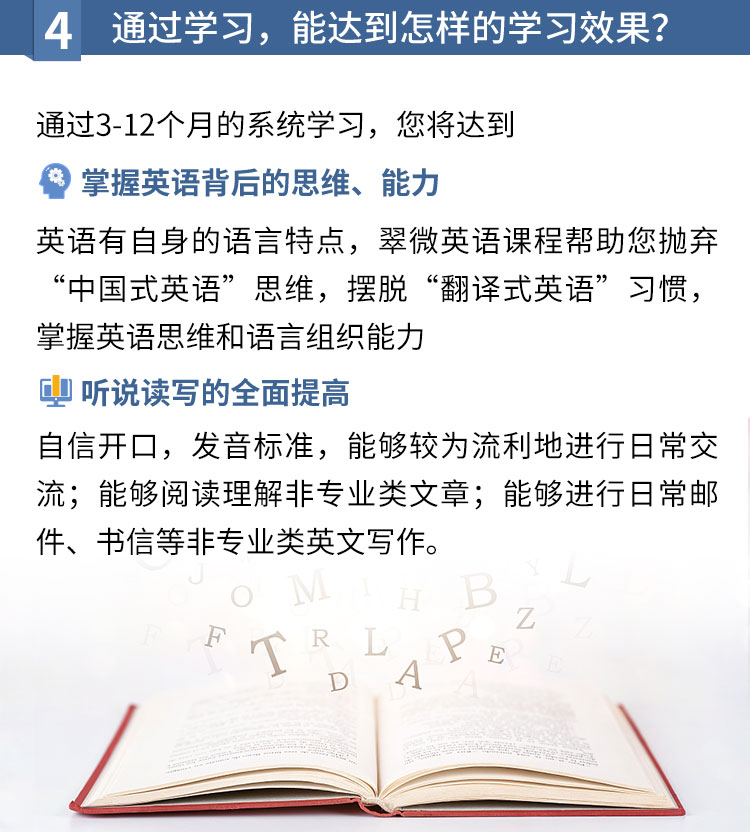 4 通过学习，能达到怎样的学习效果？
通过3-12个月的系统学习，您将达到
掌握英语背后的思维、能力
英语有自身的语言特点，翠微英语课程帮助您抛弃
“中国式英语”思维，摆脱“翻译式英语”习惯，
掌握英语思维和语言组织能力
听说读写的全面提高
自信开口，发音标准，能够较为流利地进行日常交
流；能够阅读理解非专业类文章；能够进行日常邮
件、书信等非专业类英文写作。
J O M I H B Y L
F T R L A P E Z
D